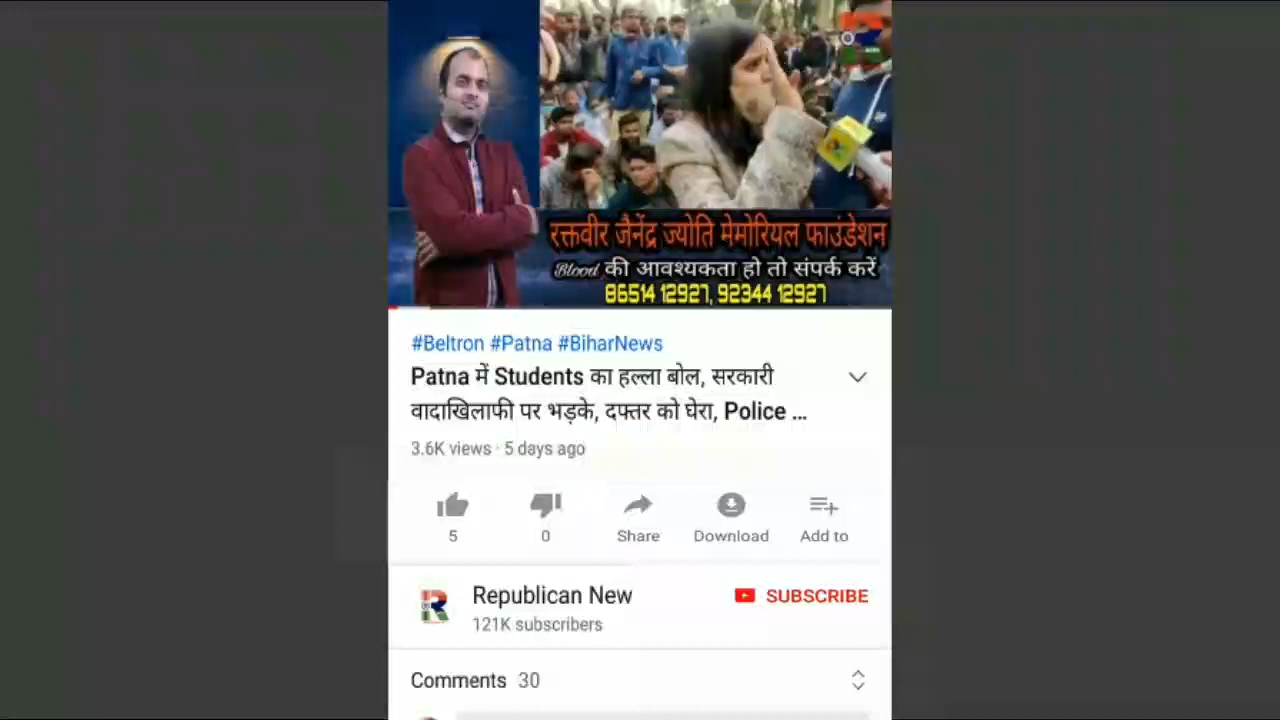 रक्तवीर जैनेंद्र ज्योति मेमोरियल फाउंडेशन
Blood की आवश्यकता हो तो संपर्क करें
86514 12927, 92344 12927
#Beltron #Patna #BiharNews
Patna में Students का हल्ला बोल, सरकारी
वादाखिलाफी पर भड़के, दफ्तर को घेरा, Police ...
3.6K views · 5 days ago
5
0
Share
Download
Add to
Republican New
SUBSCRIBE
121K subscribers
Comments 30